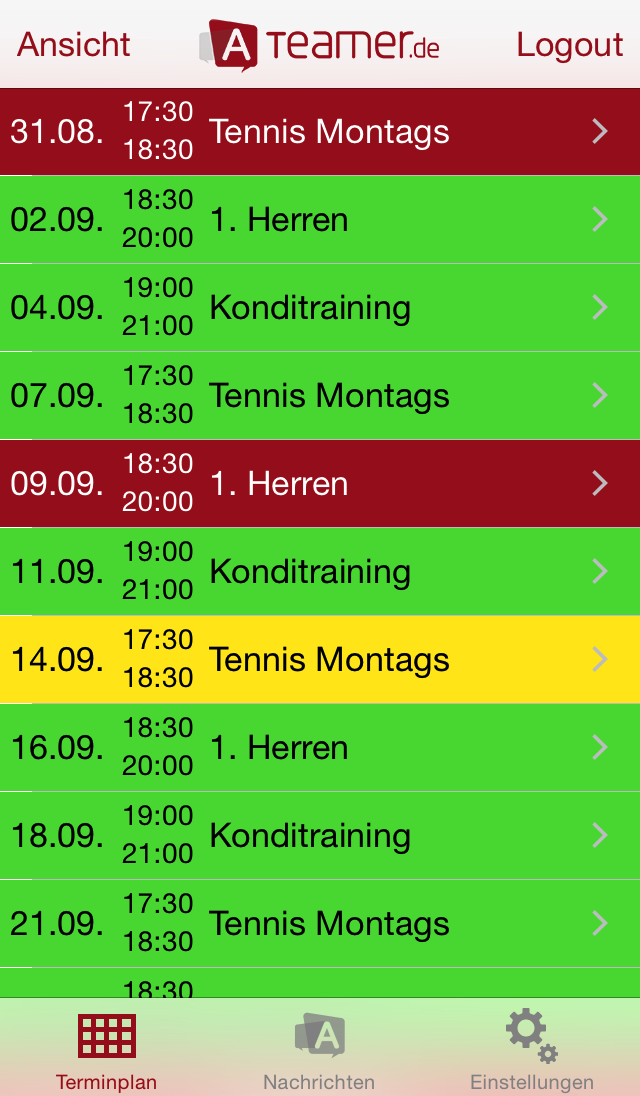 Ansicht A TEAMER.de Logout
31.08. 17:30 18:30 Tennis Montags
02.09. 18:30 20:00 1. Herren
04.09. 19:00 21:00 Konditraining
07.09. 17:30 18:30 Tennis Montags
09.09. 18:30 20:00 1. Herren
11.09. 19:00 21:00 Konditraining
14.09. 17:30 18:30 Tennis Montags
16.09. 18:30 20:00 1. Herren
18.09. 19:00 21:00 Konditraining
21.09. 17:30 18:30 Tennis Montags
18:30
A
Terminplan Nachrichten Einstellungen